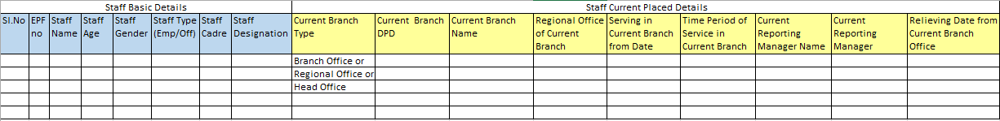 Staff Basic Details
Staff Current Placed Details
Sl.No
EPF
no
Staff
Name
Staff
Age
Staff
Gender
Staff Type
(Emp/Off)
Staff
Cadre
Staff
Designation
Current Branch
Type
Current Branch
DPD
Current Branch
Name
Regional Office
of Current
Branch
Serving in
Current Branch
from Date
Time Period of
Service in
Current Branch
Current
Reporting
Manager Name
Current
Reporting
Manager
Relieving Date from
Current Branch
Office
Branch Office or
Regional Office or
Head Office